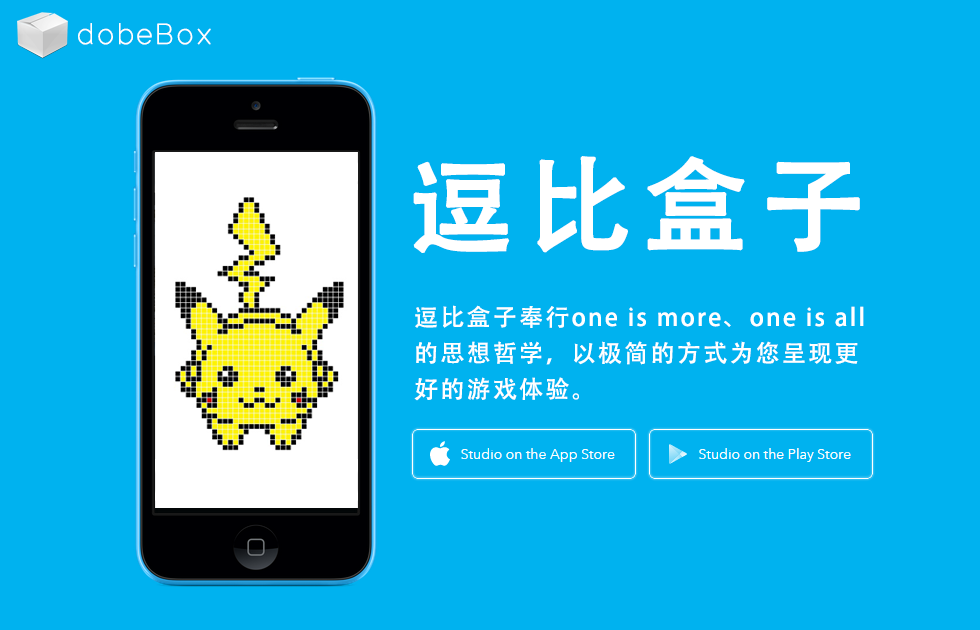 dobeBox
逗比盒子
逗比盒子奉行one is more、one is all
的思想哲学，以极简的方式为您呈现更
好的游戏体验。
Studio on the App Store
Studio on the Play Store